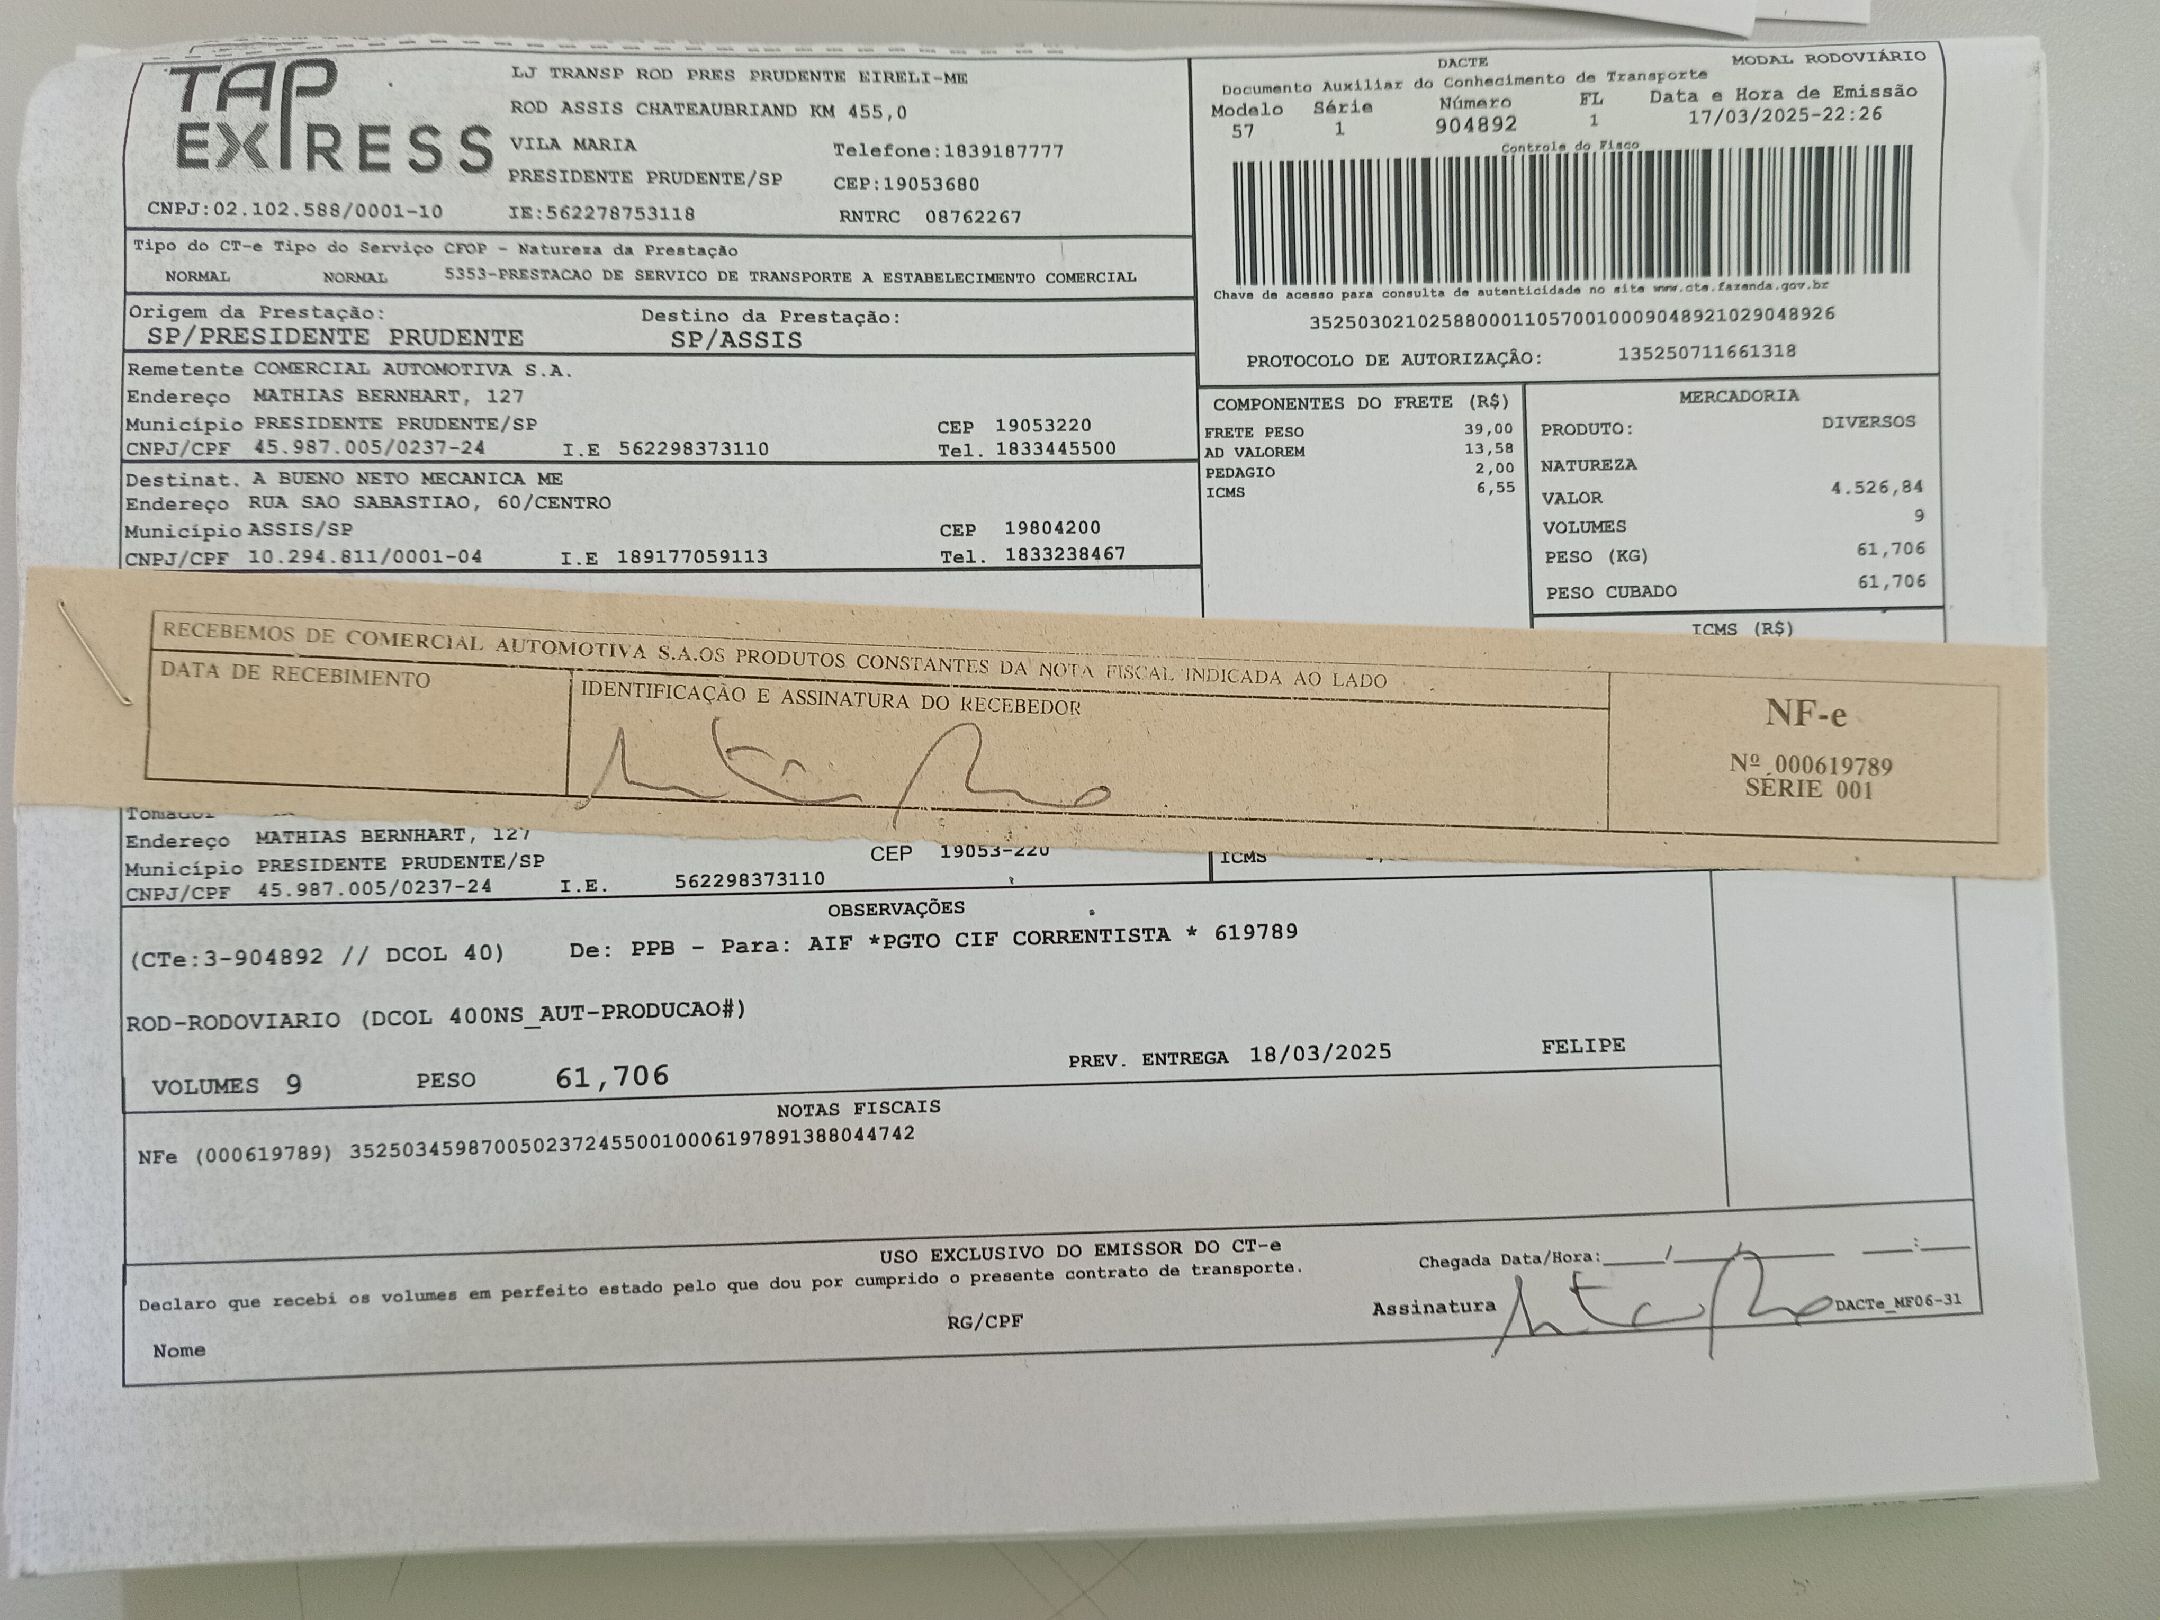 TAP
EXPRESS
LJ TRANSP ROD PRES PRUDENTE EIRELI-ME
ROD ASSIS CHATEAUBRIAND KM 455,0
VILA MARIA Telefone:1839187777
PRESIDENTE PRUDENTE/SP CEP:19053680
CNPJ:02.102.588/0001-10 IE:562278753118 RNTRC 08762267
DACTE MODAL RODOVIÁRIO
Documento Auxiliar do Conhecimento de Transporte
Modelo Série Número FL Data e Hora de Emissão
57 1 904892 1 17/03/2025-22:26
Controle do Fisco
Chave de acesso para consulta de autenticidade no site www.cte.fazenda.gov.br
35250302102588000110570010009048921029048926
PROTOCOLO DE AUTORIZAÇÃO: 135250711661318
Tipo do CT-e Tipo do Serviço CFOP - Natureza da Prestação
NORMAL NORMAL 5353-PRESTACAO DE SERVICO DE TRANSPORTE A ESTABELECIMENTO COMERCIAL
Origem da Prestação: Destino da Prestação:
SP/PRESIDENTE PRUDENTE SP/ASSIS
Remetente COMERCIAL AUTOMOTIVA S.A.
Endereço MATHIAS BERNHART, 127
Município PRESIDENTE PRUDENTE/SP CEP 19053220
CNPJ/CPF 45.987.005/0237-24 I.E 562298373110 Tel. 1833445500
Destinat. A BUENO NETO MECANICA ME
Endereço RUA SAO SABASTIAO, 60/CENTRO
Município ASSIS/SP CEP 19804200
CNPJ/CPF 10.294.811/0001-04 I.E 189177059113 Tel. 1833238467
COMPONENTES DO FRETE (R$)
FRETE PESO 39,00
AD VALOREM 13,58
PEDAGIO 2,00
ICMS 6,55
MERCADORIA
PRODUTO: DIVERSOS
NATUREZA
VALOR 4.526,84
VOLUMES 9
PESO (KG) 61,706
PESO CUBADO 61,706
ICMS (R$)
RECEBEMOS DE COMERCIAL AUTOMOTIVA S.A.OS PRODUTOS CONSTANTES DA NOTA FISCAL INDICADA AO LADO
DATA DE RECEBIMENTO IDENTIFICAÇÃO E ASSINATURA DO RECEBEDOR
NF-e
Nº 000619789
SÉRIE 001
Tomador
Endereço MATHIAS BERNHART, 127
Município PRESIDENTE PRUDENTE/SP CEP 19053-220
CNPJ/CPF 45.987.005/0237-24 I.E. 562298373110
ICMS
OBSERVAÇÕES
(CTe:3-904892 // DCOL 40) De: PPB - Para: AIF *PGTO CIF CORRENTISTA * 619789
ROD-RODOVIARIO (DCOL 400NS_AUT-PRODUCAO#)
VOLUMES 9 PESO 61,706 PREV. ENTREGA 18/03/2025 FELIPE
NOTAS FISCAIS
NFe (000619789) 35250345987005023724550010006197891388044742
USO EXCLUSIVO DO EMISSOR DO CT-e
Declaro que recebi os volumes em perfeito estado pelo que dou por cumprido o presente contrato de transporte.
Chegada Data/Hora:____/____/____ ___:___
Nome RG/CPF Assinatura DACTe_MF06-31